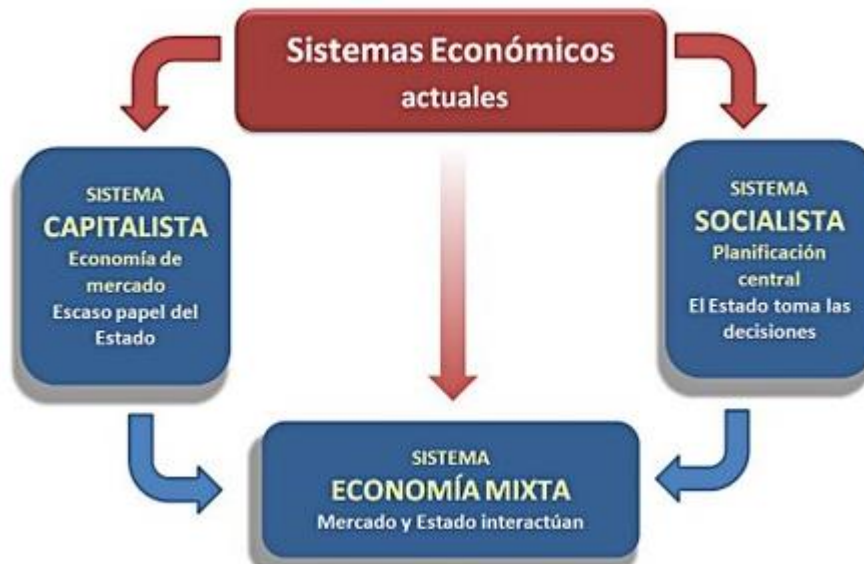 Sistemas Económicos
actuales
SISTEMA
CAPITALISTA
Economía de
mercado
Escaso papel del
Estado
SISTEMA
SOCIALISTA
Planificación
central
El Estado toma las
decisiones
SISTEMA
ECONOMÍA MIXTA
Mercado y Estado interactúan